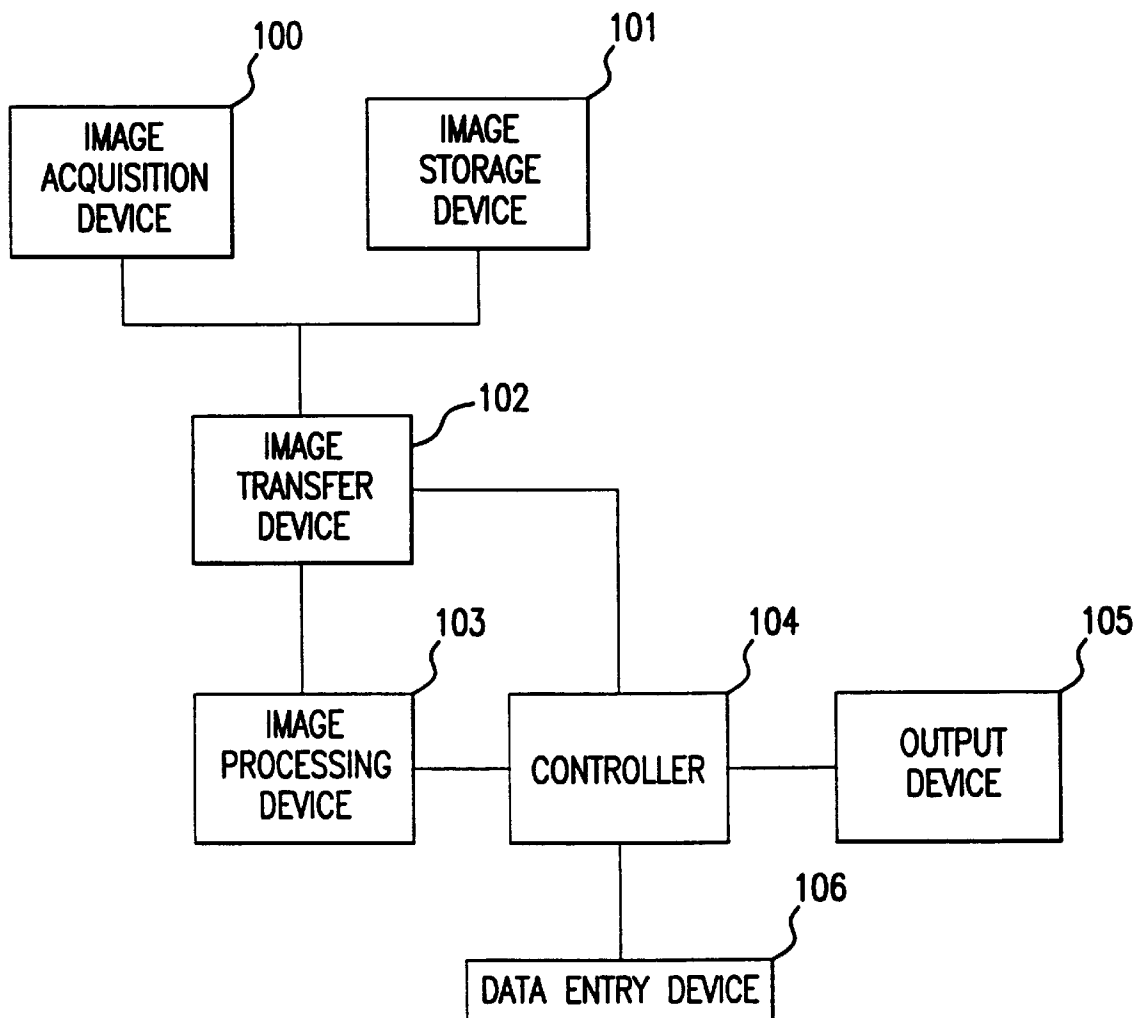 100
IMAGE
ACQUISITION
DEVICE
101
IMAGE
STORAGE
DEVICE
102
IMAGE
TRANSFER
DEVICE
103
IMAGE
PROCESSING
DEVICE
104
CONTROLLER
105
OUTPUT
DEVICE
106
DATA ENTRY DEVICE